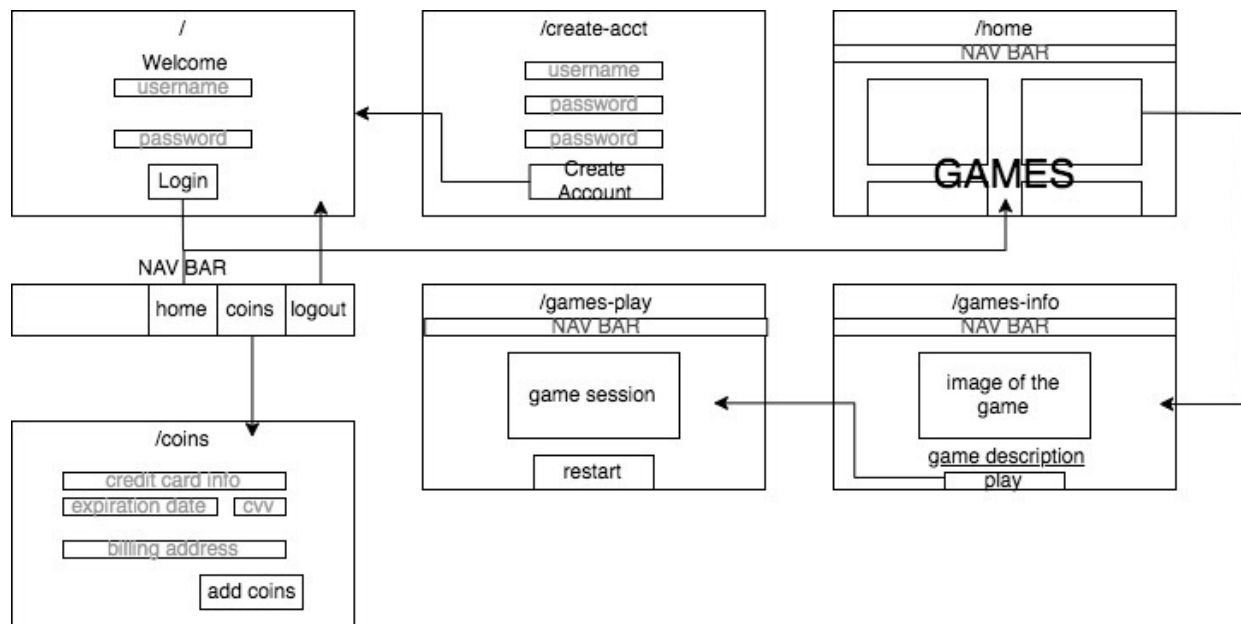 /
Welcome
username
password
Login
/create-acct
username
password
password
Create
Account
/home
NAV BAR
GAMES
NAV BAR
home
coins
logout
/games-play
NAV BAR
game session
restart
/games-info
NAV BAR
image of the
game
game description
play
/coins
credit card info
expiration date
cvv
billing address
add coins